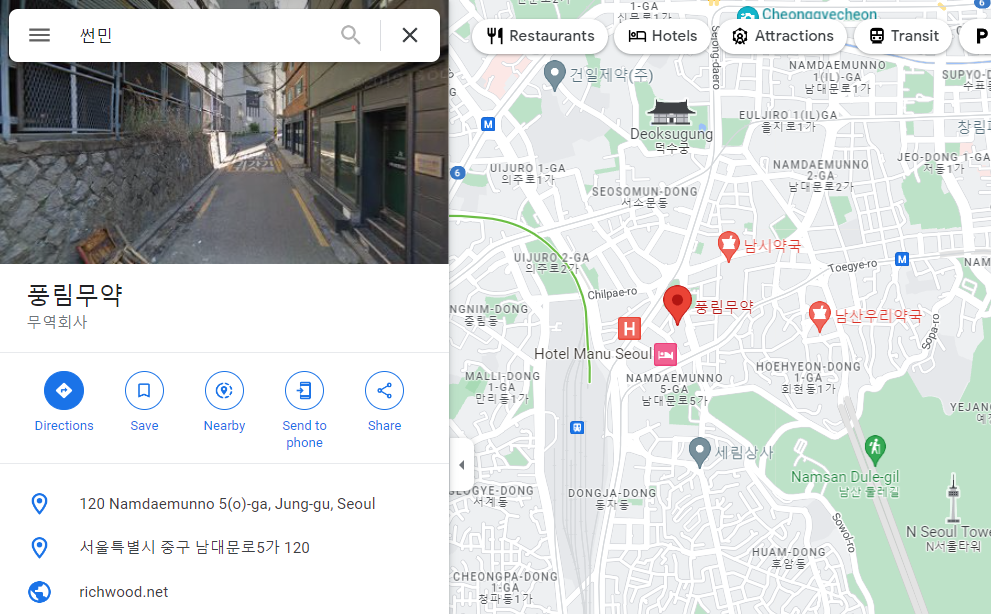 썬민
풍림무약
무역회사
Directions
Save
Nearby
Send to
phone
Share
120 Namdaemunno 5(o)-ga, Jung-gu, Seoul
서울특별시 중구 남대문로5가 120
richwood.net
Restaurants
Hotels
Attractions
Transit
P
1-GA
Cheonggyecheon
6
Sejong-daero
건일제약(주)
NAMDAEMUNNO
1(IL)-GA
남대문로1가
SUPYO-D
수표동
M
Deoksugung
덕수궁
EULJIRO 1(IL)GA
을지로1가
창림피
6
UIJURO 1-GA
의주로1가
NAMDAEMUNNO
2-GA
남대문로2가
JEO-DONG 1-GA
저동1가
SEOSOMUN-DONG
서소문동
남시약국
UIJURO 2-GA
의주로2가
Toegye-ro
M
NAM
Chilpae-ro
NGNIM-DONG
중림동
풍림무약
남산우리약국
Sopa-ro
H
Hotel Manu Seoul
HOEHYEON-DONG
1-GA
회현동1가
MALLI-DONG
1-GA
만리동1가
NAMDAEMUNNO
5-GA
남대문로5가
YEJANG
세림상사
Namsan Dule-gil
남산 둘레길
EOGYE-DONG
서계동
DONGJA-DONG
동자동
Sowol-ro
N Seoul Towe
N서울타워
HUAM-DONG
후암동
CHEONGPA-DONG
1-GA
청파동1가